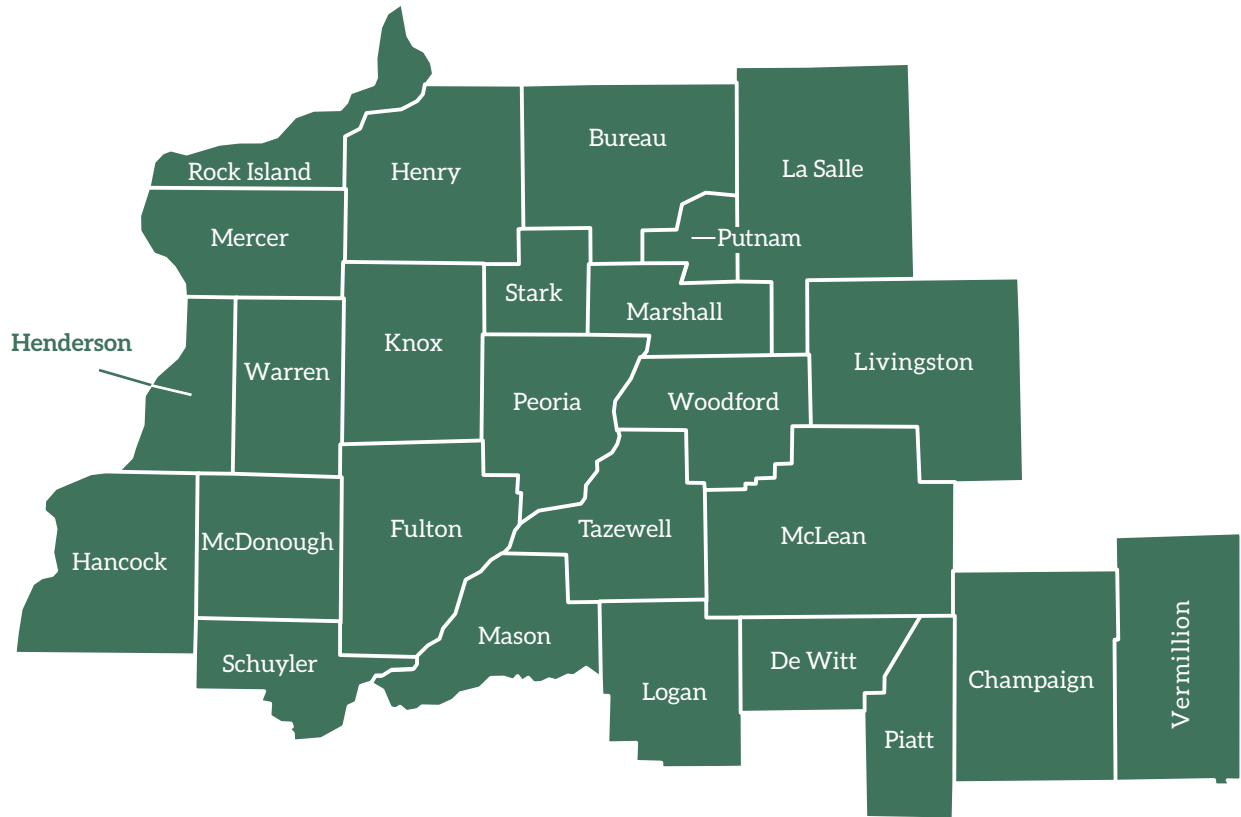 Bureau
La Salle
Rock Island
Henry
Mercer
Putnam
Stark
Marshall
Henderson
Knox
Livingston
Warren
Peoria
Woodford
Fulton
Tazewell
McLean
McDonough
Hancock
Mason
Schuyler
De Witt
Logan
Champaign
Vermillion
Piatt